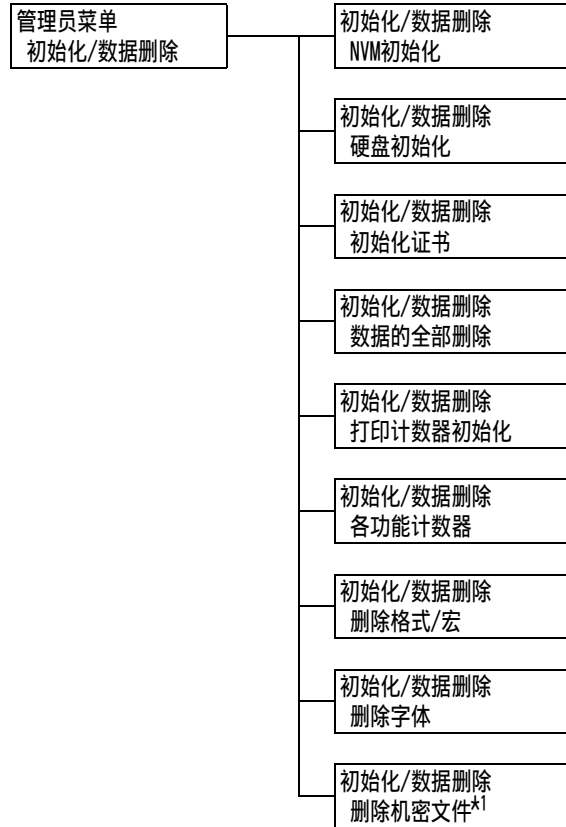 管理员菜单
初始化/数据删除
初始化/数据删除
NVM初始化
初始化/数据删除
硬盘初始化
初始化/数据删除
初始化证书
初始化/数据删除
数据的全部删除
初始化/数据删除
打印计数器初始化
初始化/数据删除
各功能计数器
初始化/数据删除
删除格式/宏
初始化/数据删除
删除字体
初始化/数据删除
删除机密文件*1